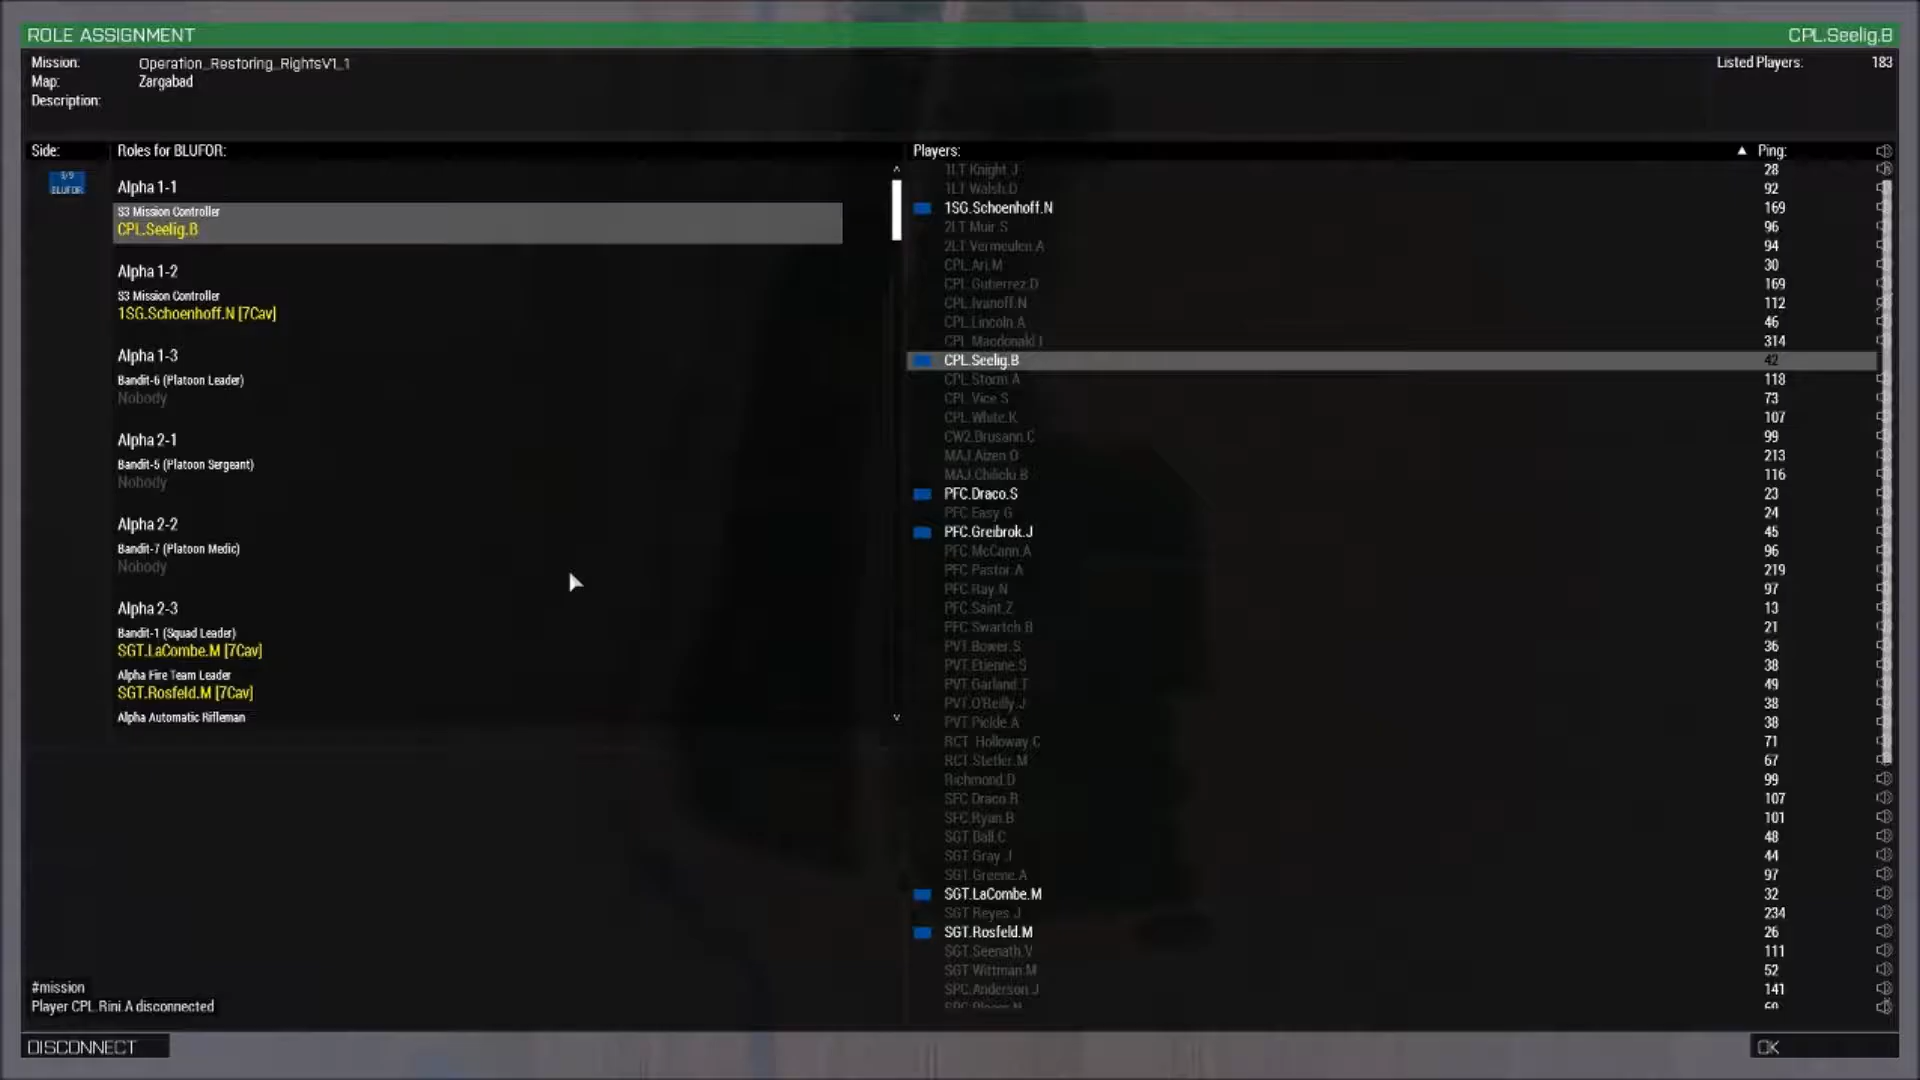 ROLE ASSIGNMENT CPL.Seelig.B
Mission: Operation_Restoring_RightsV1_1 Listed Players: 183
Map: Zargabad
Description:
Side: Roles for BLUFOR: Players: Ping:
BLUFOR
Alpha 1-1
S3 Mission Controller
CPL.Seelig.B
Alpha 1-2
S3 Mission Controller
1SG.Schoenhoff.N [7Cav]
Alpha 1-3
Bandit-6 (Platoon Leader)
Nobody
Alpha 2-1
Bandit-5 (Platoon Sergeant)
Nobody
Alpha 2-2
Bandit-7 (Platoon Medic)
Nobody
Alpha 2-3
Bandit-1 (Squad Leader)
SGT.LaCombe.M [7Cav]
Alpha Fire Team Leader
SGT.Rosfeld.M [7Cav]
Alpha Automatic Rifleman
1LT Knight.J 28
1LT Walsh.D 92
1SG.Schoenhoff.N 169
2LT Muir.S 96
2LT Vermeulen.A 94
CPL.Ari.M 30
CPL.Gutierrez.D 169
CPL.Ivanoff.N 112
CPL.Lincoln.A 46
CPL Macdonald 314
CPL.Seelig.B 42
CPL.Storm A 118
CPL Vice S 73
CPL.White.K 107
CW2.Brusann.C 99
MAJ.Aizen.O 213
MAJ.Chilicki.B 116
PFC.Draco.S 23
PFC Easy G 24
PFC.Greibrok.J 45
PFC McCann.A 96
PFC Pastor.A 219
PFC.Ray.N 97
PFC.Saint.Z 13
PFC Swartch B 21
PVT.Bower.S 36
PVT.Etienne.S 38
PVT.Garland.T 49
PVT.O'Reilly.J 38
PVT Pickle.A 38
RCT Holloway.C 71
RCT Stetler.M 67
Richmond.D 99
SFC Draco.R 107
SFC.Ryan.B 101
SGT Ball.C 48
SGT Gray J 44
SGT.Greene.A 97
SGT.LaCombe.M 32
SGT Reyes J 234
SGT.Rosfeld.M 26
SGT.Seenath.V 111
SGT Wittman.M 52
SPC.Anderson J 141
#mission
Player CPL.Rini.A disconnected
DISCONNECT OK